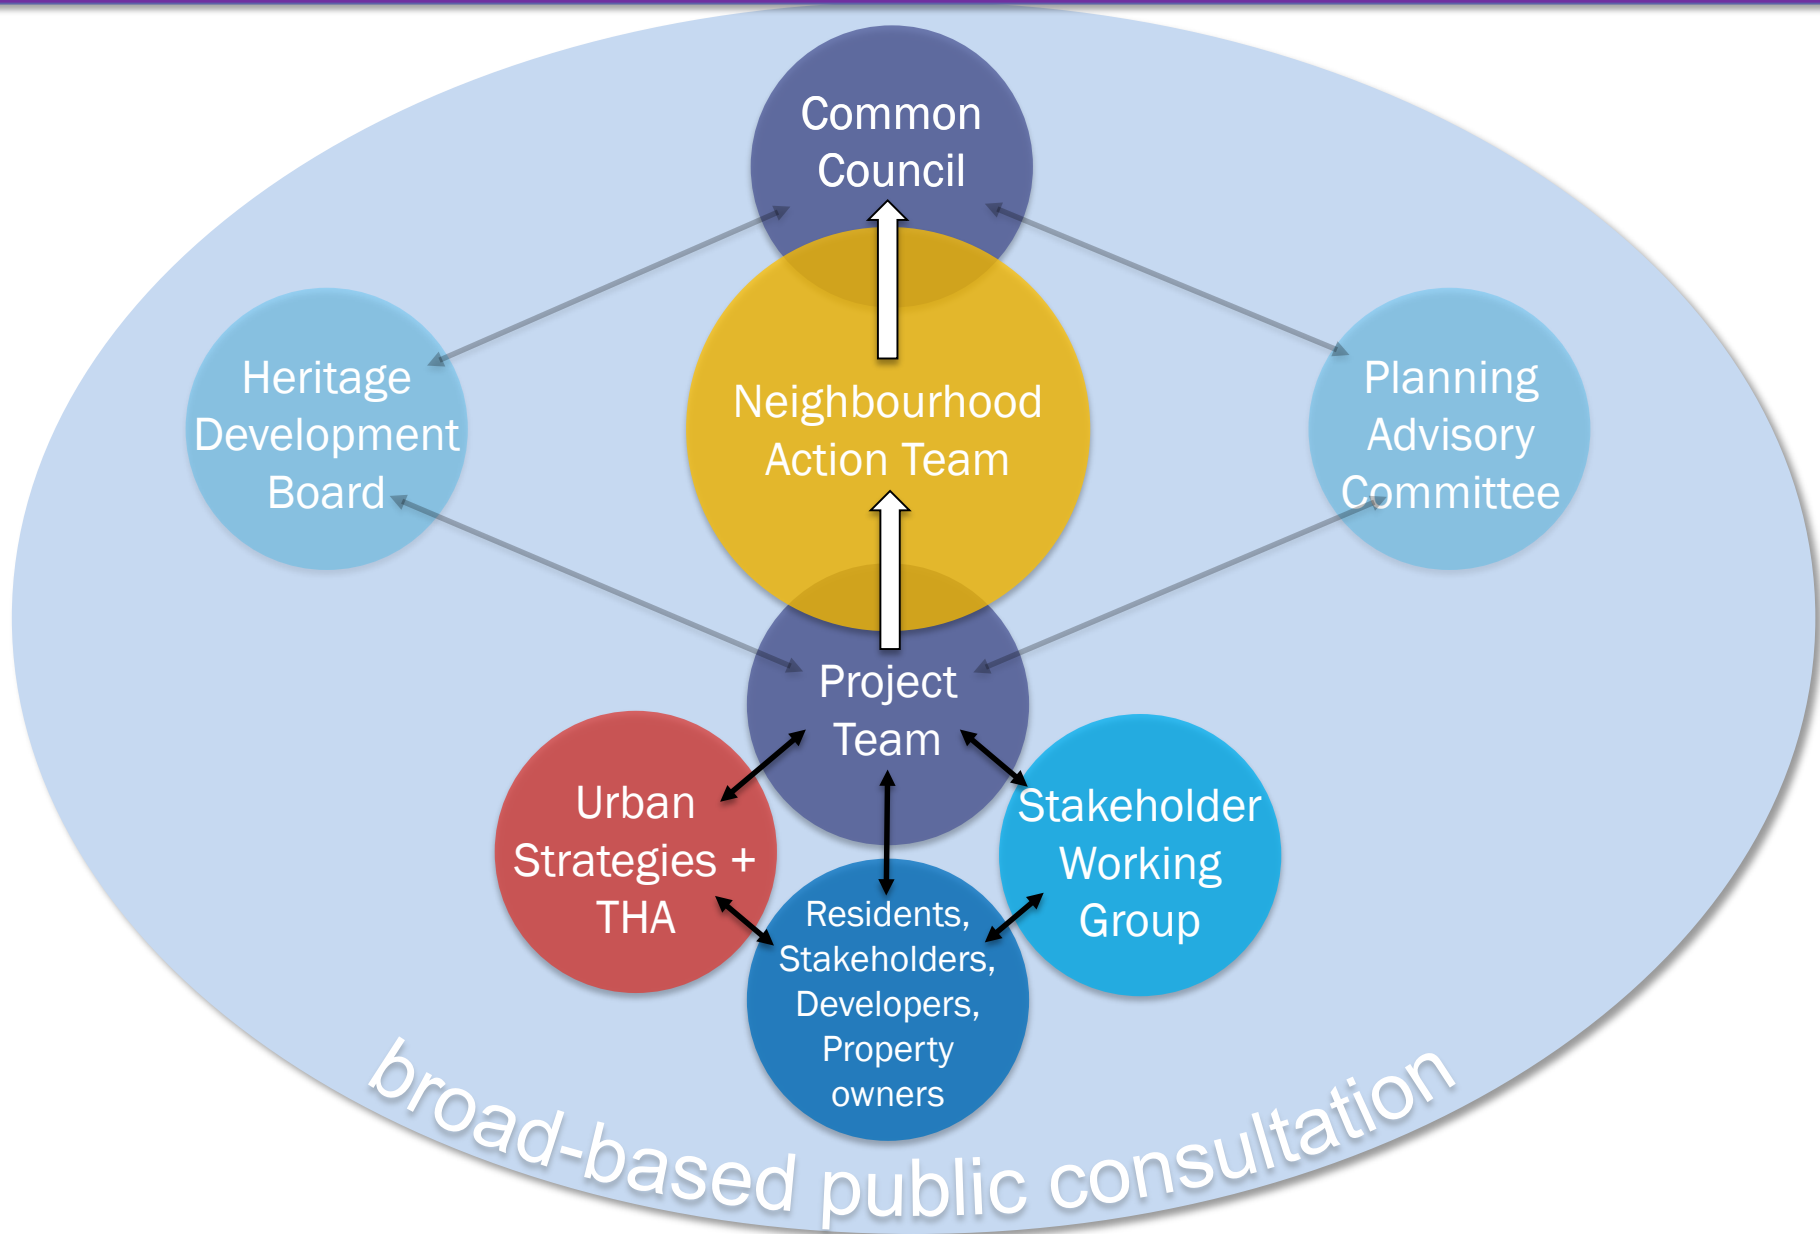 Common
Council
Heritage
Development
Board
Neighbourhood
Action Team
Planning
Advisory
Committee
Project
Team
Urban
Strategies +
THA
Stakeholder
Working
Group
Residents,
Stakeholders,
Developers,
Property
owners
broad-based public consultation